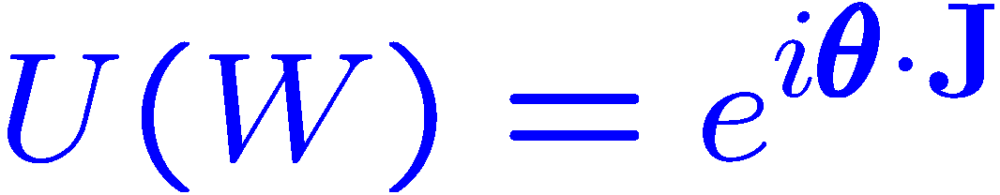 U(W) = e^{i𝜽·𝐉}